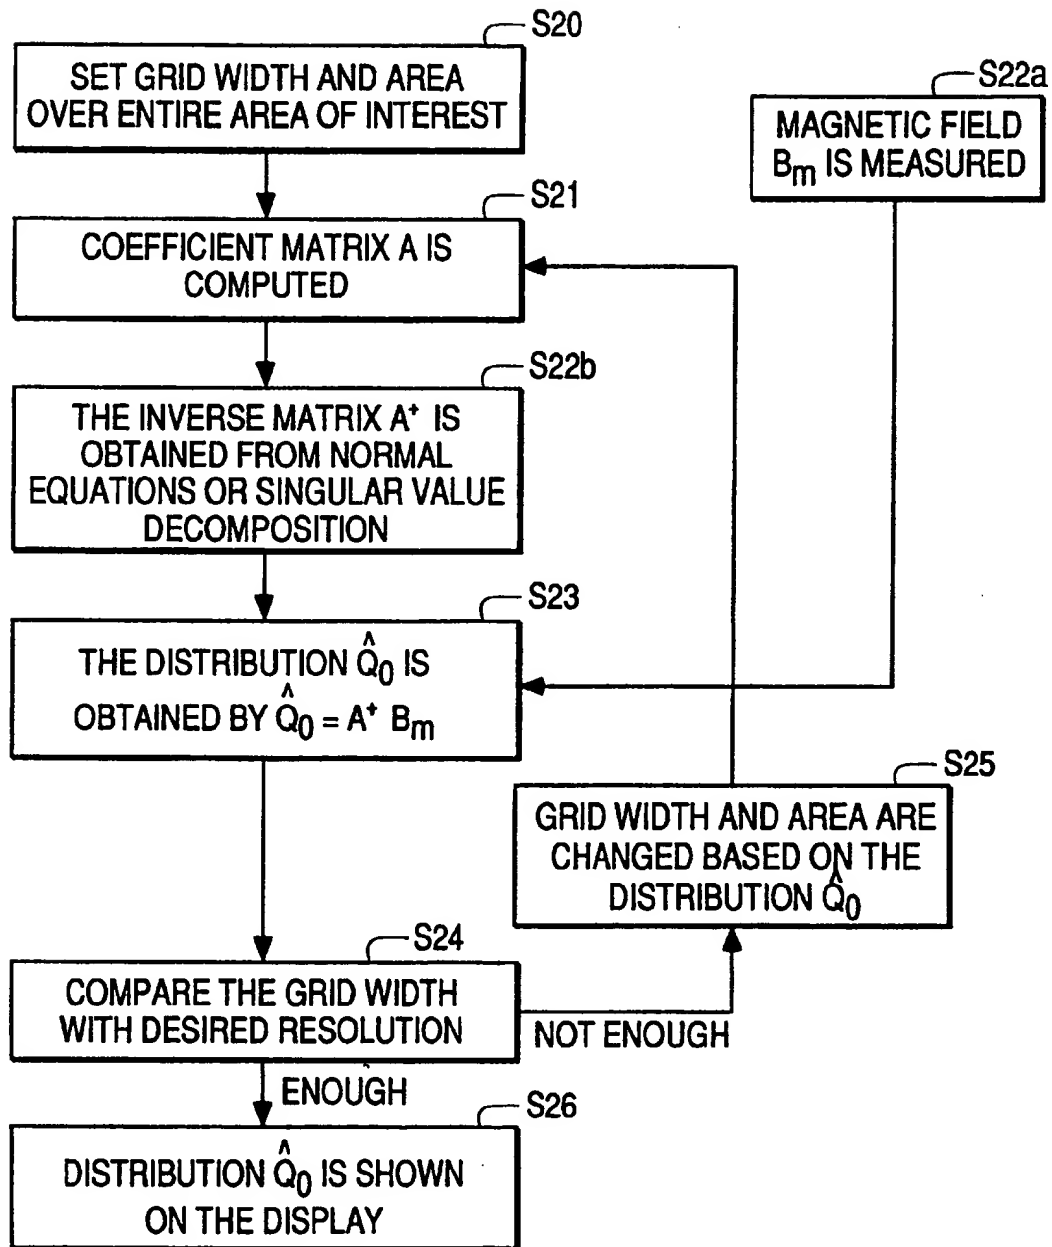 S20
SET GRID WIDTH AND AREA
OVER ENTIRE AREA OF INTEREST
S22a
MAGNETIC FIELD
Bm IS MEASURED
S21
COEFFICIENT MATRIX A IS
COMPUTED
S22b
THE INVERSE MATRIX A⁺ IS
OBTAINED FROM NORMAL
EQUATIONS OR SINGULAR VALUE
DECOMPOSITION
S23
THE DISTRIBUTION Q̂₀ IS
OBTAINED BY Q̂₀ = A⁺ Bm
S25
GRID WIDTH AND AREA ARE
CHANGED BASED ON THE
DISTRIBUTION Q̂₀
S24
COMPARE THE GRID WIDTH
WITH DESIRED RESOLUTION
NOT ENOUGH
ENOUGH
S26
DISTRIBUTION Q̂₀ IS SHOWN
ON THE DISPLAY